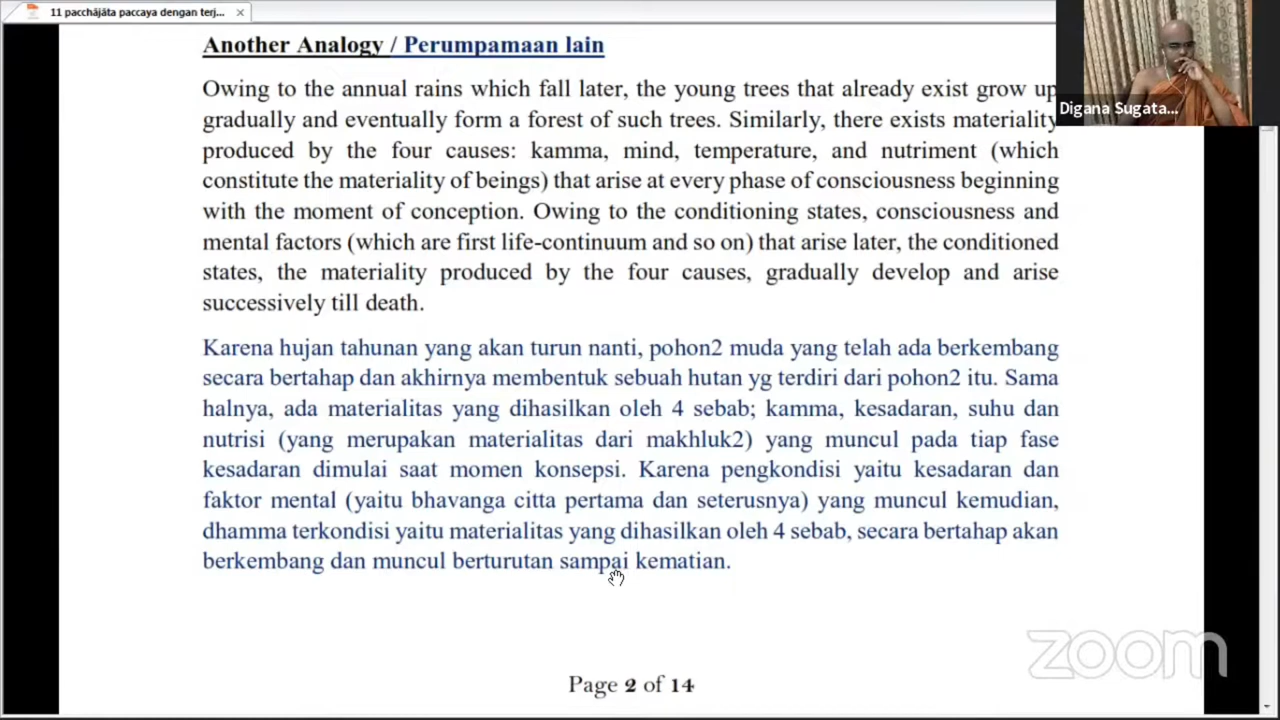 11 pacchājāta paccaya dengan terj...
Another Analogy / Perumpamaan lain
Owing to the annual rains which fall later, the young trees that already exist grow up
gradually and eventually form a forest of such trees. Similarly, there exists materiality
produced by the four causes: kamma, mind, temperature, and nutriment (which
constitute the materiality of beings) that arise at every phase of consciousness beginning
with the moment of conception. Owing to the conditioning states, consciousness and
mental factors (which are first life-continuum and so on) that arise later, the conditioned
states, the materiality produced by the four causes, gradually develop and arise
successively till death.
Karena hujan tahunan yang akan turun nanti, pohon2 muda yang telah ada berkembang
secara bertahap dan akhirnya membentuk sebuah hutan yg terdiri dari pohon2 itu. Sama
halnya, ada materialitas yang dihasilkan oleh 4 sebab; kamma, kesadaran, suhu dan
nutrisi (yang merupakan materialitas dari makhluk2) yang muncul pada tiap fase
kesadaran dimulai saat momen konsepsi. Karena pengkondisi yaitu kesadaran dan
faktor mental (yaitu bhavanga citta pertama dan seterusnya) yang muncul kemudian,
dhamma terkondisi yaitu materialitas yang dihasilkan oleh 4 sebab, secara bertahap akan
berkembang dan muncul berturutan sampai kematian.
Page 2 of 14
Digana Sugata...
zoom